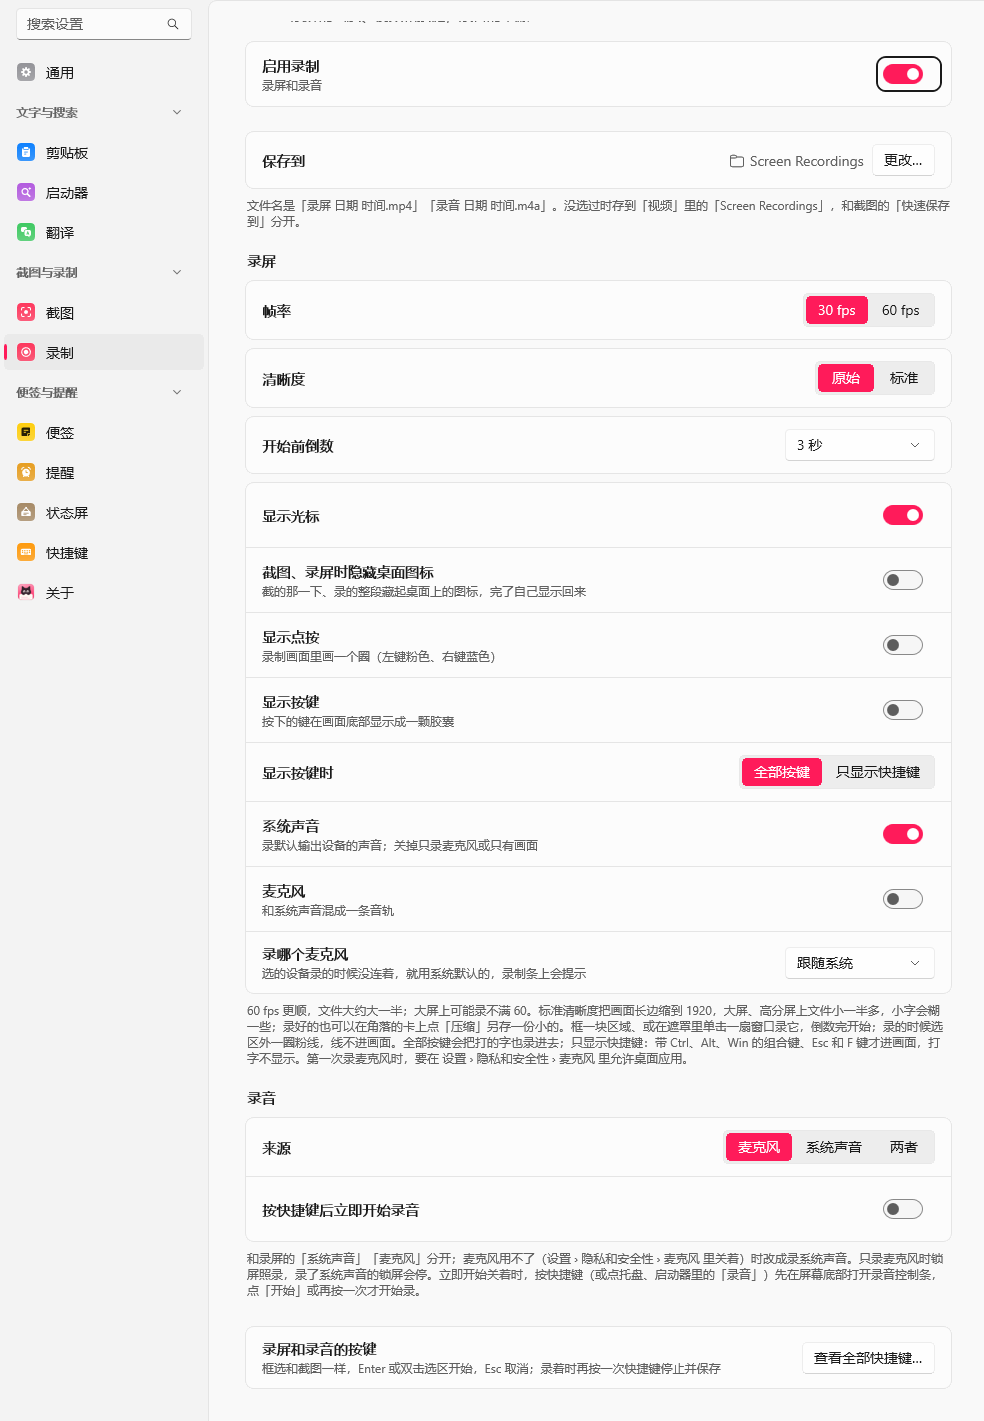 搜索设置
通用
文字与搜索
剪贴板
启动器
翻译
截图与录制
截图
录制
便签与提醒
便签
提醒
状态屏
快捷键
关于
启用录制
录屏和录音
保存到
Screen Recordings
更改...
文件名是「录屏 日期 时间.mp4」「录音 日期 时间.m4a」。没选过时存到「视频」里的「Screen Recordings」，和截图的「快速保存
到」分开。
录屏
帧率
30 fps
60 fps
清晰度
原始
标准
开始前倒数
3 秒
显示光标
截图、录屏时隐藏桌面图标
截的那一下、录的整段藏起桌面上的图标，完了自己显示回来
显示点按
录制画面里画一个圈（左键粉色、右键蓝色）
显示按键
按下的键在画面底部显示成一颗胶囊
显示按键时
全部按键
只显示快捷键
系统声音
录默认输出设备的声音；关掉只录麦克风或只有画面
麦克风
和系统声音混成一条音轨
录哪个麦克风
选的设备录的时候没连着，就用系统默认的，录制条上会提示
跟随系统
60 fps 更顺，文件大约大一半；大屏上可能录不满 60。标准清晰度把画面长边缩到 1920，大屏、高分屏上文件小一半多，小字会糊
一些；录好的也可以在角落的卡上点「压缩」另存一份小的。框一块区域、或在遮罩里单击一扇窗口录它，倒数完开始；录的时候选
区外一圈粉线，线不进画面。全部按键会把打的字也录进去；只显示快捷键：带 Ctrl、Alt、Win 的组合键、Esc 和 F 键才进画面，打
字不显示。第一次录麦克风时，要在 设置 › 隐私和安全性 › 麦克风 里允许桌面应用。
录音
来源
麦克风
系统声音
两者
按快捷键后立即开始录音
和录屏的「系统声音」「麦克风」分开；麦克风用不了（设置 › 隐私和安全性 › 麦克风 里关着）时改成录系统声音。只录麦克风时锁
屏照录，录了系统声音的锁屏会停。立即开始关着时，按快捷键（或点托盘、启动器里的「录音」）先在屏幕底部打开录音控制条，
点「开始」或再按一次才开始录。
录屏和录音的按键
框选和截图一样，Enter 或双击选区开始，Esc 取消；录着时再按一次快捷键停止并保存
查看全部快捷键...